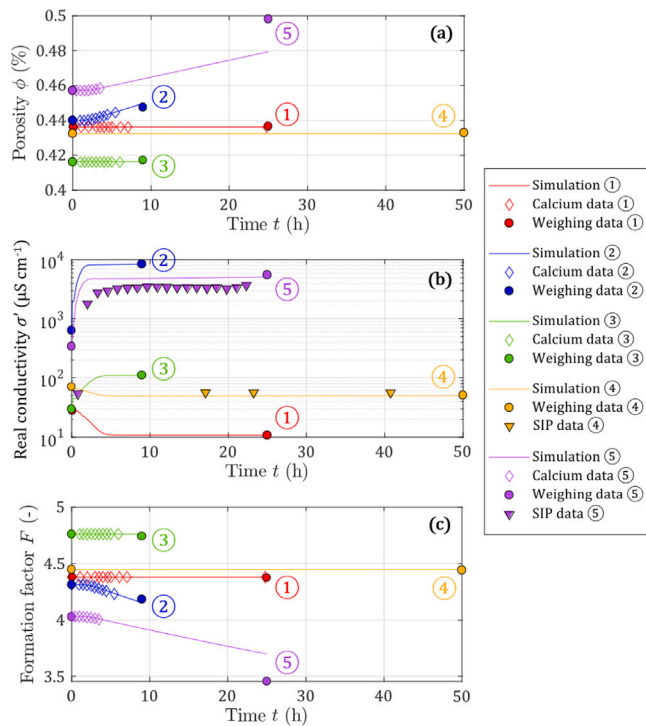 0.5
(a)
5
0.48
Porosity ϕ (%)
0.46
2
0.44
1
4
0.42
3
0.4
0 10 20 30 40 50
Time t (h)
10⁴
2
(b)
Real conductivity σ' (µS cm⁻¹)
5
10³
3
10²
4
1
10¹
0 10 20 30 40 50
Time t (h)
5
(c)
Formation factor F (-)
3
4.5
1
4
2
4
5
3.5
0 10 20 30 40 50
Time t (h)
Simulation 1
Calcium data 1
Weighing data 1
Simulation 2
Calcium data 2
Weighing data 2
Simulation 3
Calcium data 3
Weighing data 3
Simulation 4
Weighing data 4
SIP data 4
Simulation 5
Calcium data 5
Weighing data 5
SIP data 5